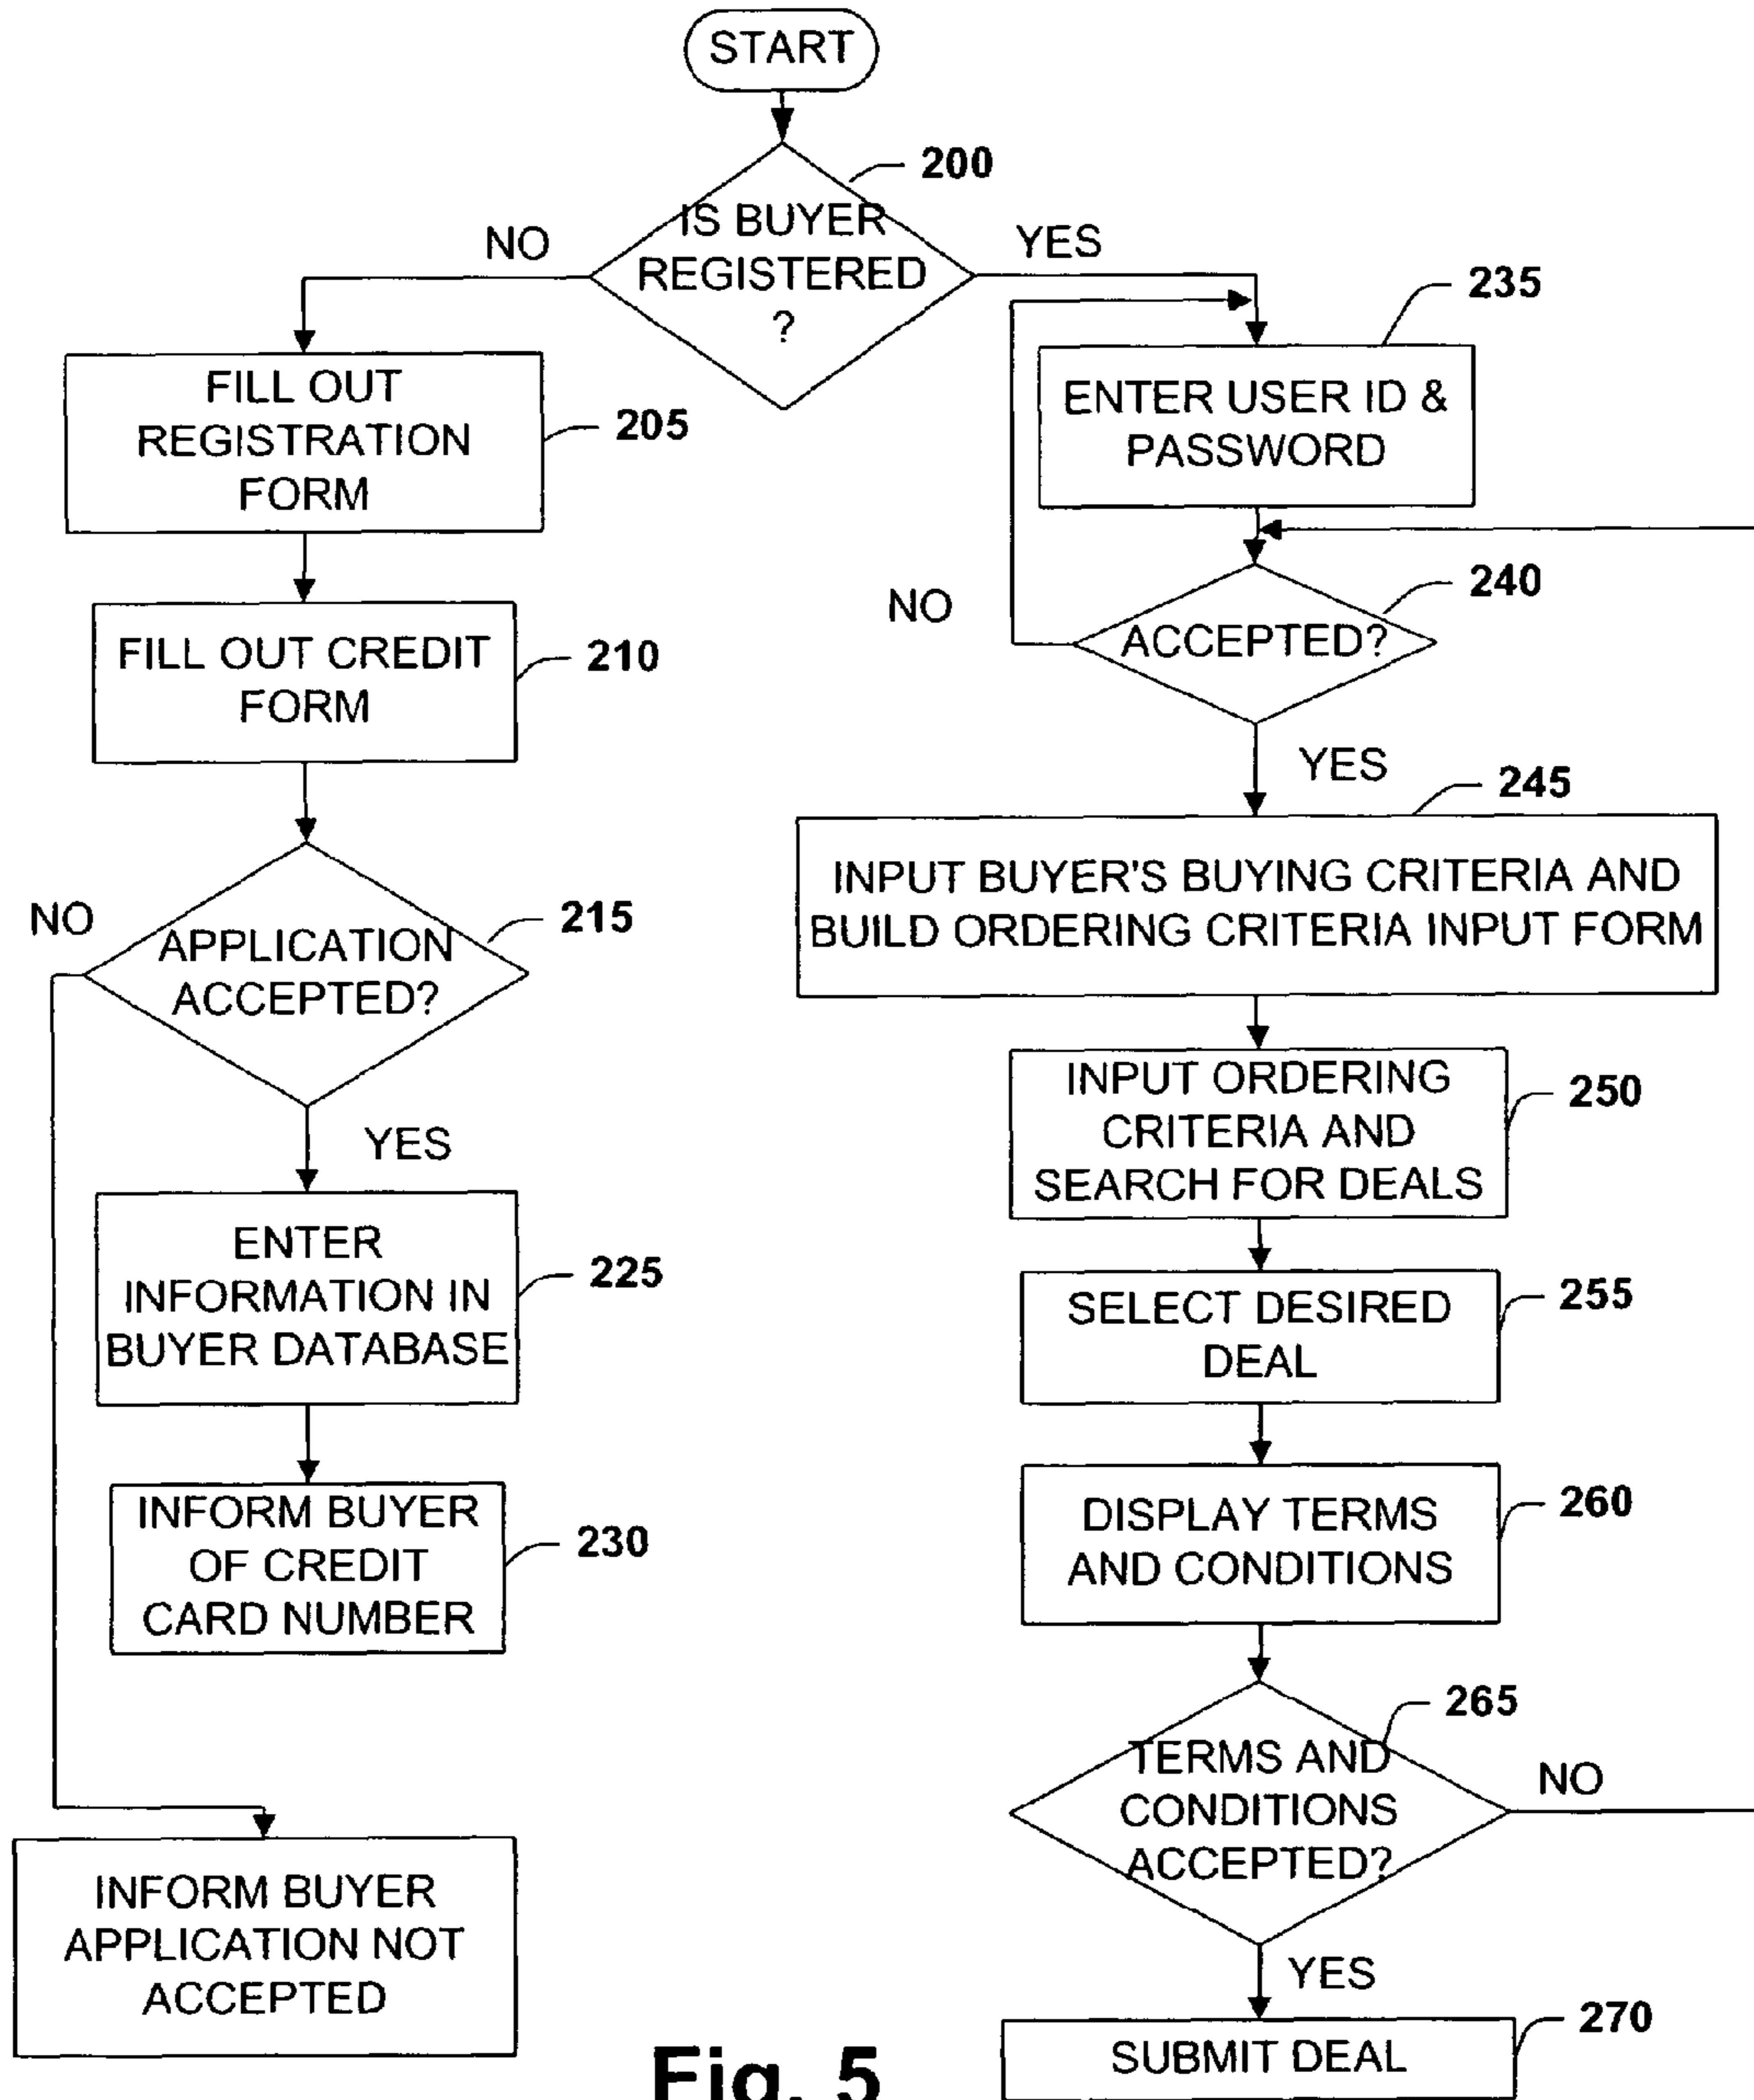 START
200
IS BUYER
REGISTERED
?
NO
YES
FILL OUT
REGISTRATION
FORM
205
FILL OUT CREDIT
FORM
210
APPLICATION
ACCEPTED?
215
NO
YES
ENTER
INFORMATION IN
BUYER DATABASE
225
INFORM BUYER
OF CREDIT
CARD NUMBER
230
INFORM BUYER
APPLICATION NOT
ACCEPTED
235
ENTER USER ID &
PASSWORD
240
ACCEPTED?
NO
YES
245
INPUT BUYER'S BUYING CRITERIA AND
BUILD ORDERING CRITERIA INPUT FORM
INPUT ORDERING
CRITERIA AND
SEARCH FOR DEALS
250
SELECT DESIRED
DEAL
255
DISPLAY TERMS
AND CONDITIONS
260
265
TERMS AND
CONDITIONS
ACCEPTED?
NO
YES
270
SUBMIT DEAL
Fig. 5